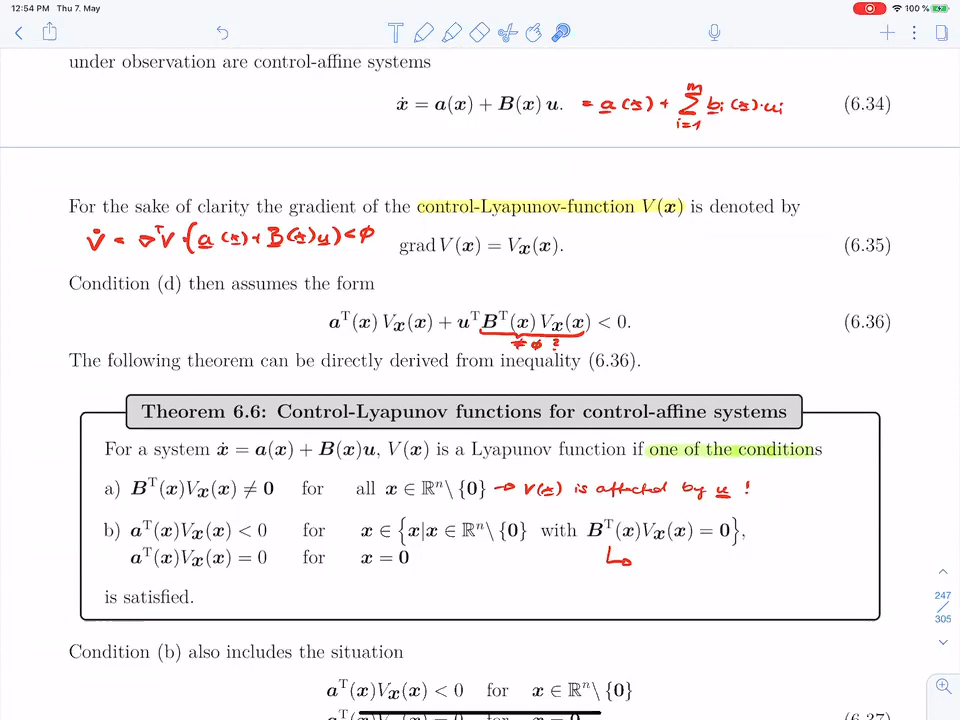 12:54 PM Thu 7. May 100 %
under observation are control-affine systems
ẋ = a(x) + B(x) u. = a(x) + ∑_{i=1}^{m} b_i(x)·u_i (6.34)
For the sake of clarity the gradient of the control-Lyapunov-function V(x) is denoted by
V̇ = ∇ᵀV·{a(x) + B(x)u) < 0
grad V(x) = V_x(x). (6.35)
Condition (d) then assumes the form
aᵀ(x) V_x(x) + uᵀBᵀ(x) V_x(x) < 0. (6.36)
≠ 0 ?
The following theorem can be directly derived from inequality (6.36).
Theorem 6.6: Control-Lyapunov functions for control-affine systems
For a system ẋ = a(x) + B(x)u, V(x) is a Lyapunov function if one of the conditions
a) Bᵀ(x)V_x(x) ≠ 0 for all x ∈ ℝⁿ\ {0} → V(x) is affected by u !
b) aᵀ(x)V_x(x) < 0 for x ∈ {x|x ∈ ℝⁿ\ {0} with Bᵀ(x)V_x(x) = 0},
aᵀ(x)V_x(x) = 0 for x = 0
is satisfied.
247
/
305
Condition (b) also includes the situation
aᵀ(x)V_x(x) < 0 for x ∈ ℝⁿ\ {0}